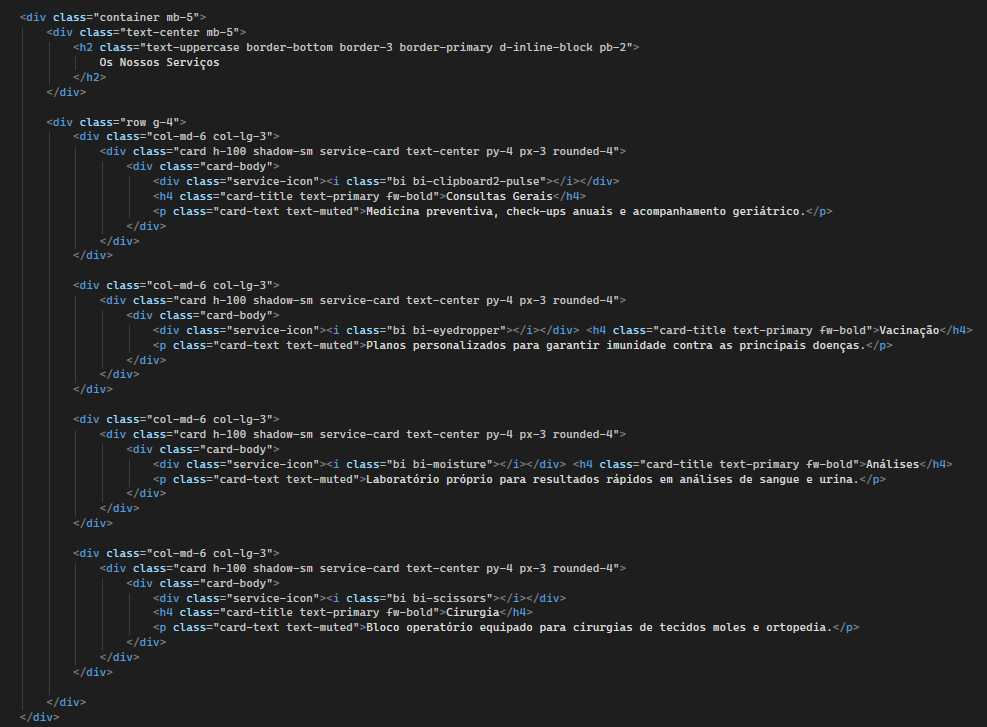 <div class="container mb-5">
<div class="text-center mb-5">
<h2 class="text-uppercase border-bottom border-3 border-primary d-inline-block pb-2">
Os Nossos Serviços
</h2>
</div>
<div class="row g-4">
<div class="col-md-6 col-lg-3">
<div class="card h-100 shadow-sm service-card text-center py-4 px-3 rounded-4">
<div class="card-body">
<div class="service-icon"><i class="bi bi-clipboard2-pulse"></i></div>
<h4 class="card-title text-primary fw-bold">Consultas Gerais</h4>
<p class="card-text text-muted">Medicina preventiva, check-ups anuais e acompanhamento geriátrico.</p>
</div>
</div>
</div>
<div class="col-md-6 col-lg-3">
<div class="card h-100 shadow-sm service-card text-center py-4 px-3 rounded-4">
<div class="card-body">
<div class="service-icon"><i class="bi bi-eyedropper"></i></div> <h4 class="card-title text-primary fw-bold">Vacinação</h4>
<p class="card-text text-muted">Planos personalizados para garantir imunidade contra as principais doenças.</p>
</div>
</div>
</div>
<div class="col-md-6 col-lg-3">
<div class="card h-100 shadow-sm service-card text-center py-4 px-3 rounded-4">
<div class="card-body">
<div class="service-icon"><i class="bi bi-moisture"></i></div> <h4 class="card-title text-primary fw-bold">Análises</h4>
<p class="card-text text-muted">Laboratório próprio para resultados rápidos em análises de sangue e urina.</p>
</div>
</div>
</div>
<div class="col-md-6 col-lg-3">
<div class="card h-100 shadow-sm service-card text-center py-4 px-3 rounded-4">
<div class="card-body">
<div class="service-icon"><i class="bi bi-scissors"></i></div>
<h4 class="card-title text-primary fw-bold">Cirurgia</h4>
<p class="card-text text-muted">Bloco operatório equipado para cirurgias de tecidos moles e ortopedia.</p>
</div>
</div>
</div>
</div>
</div>